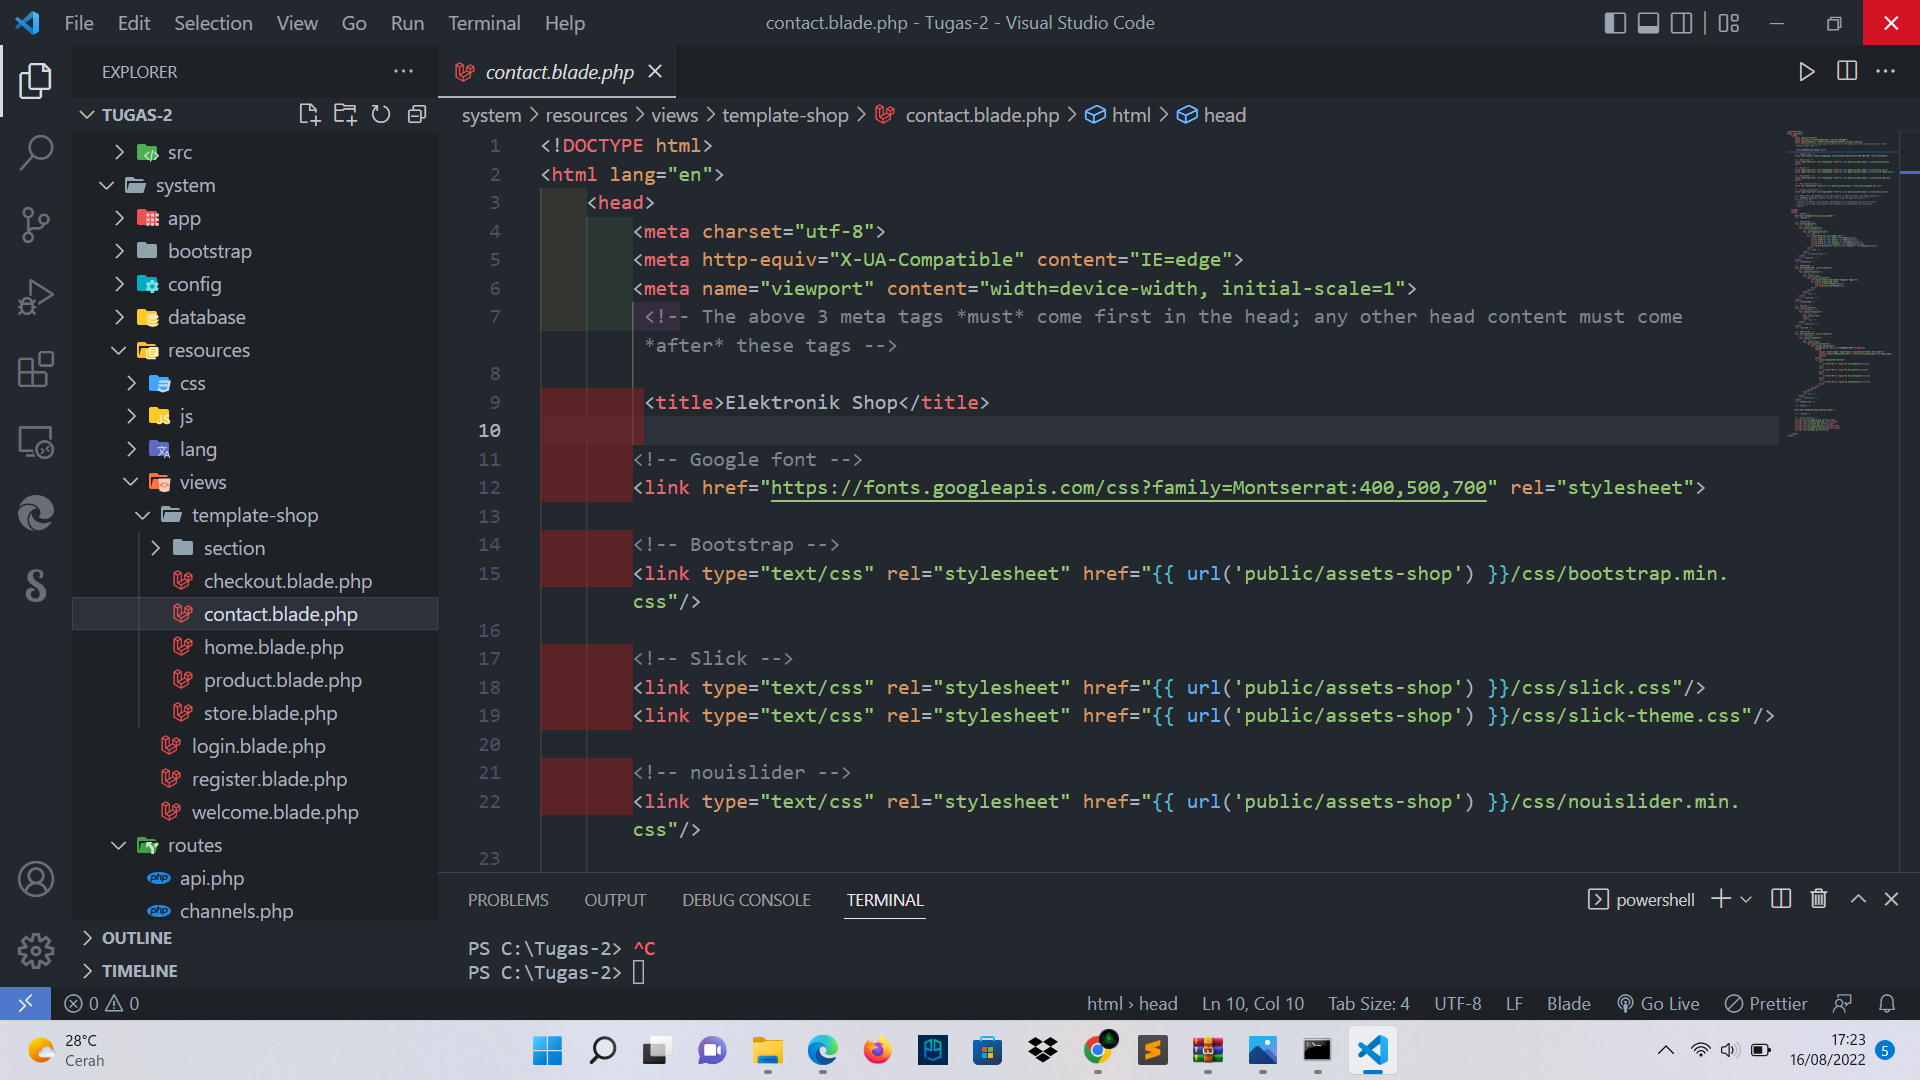 File Edit Selection View Go Run Terminal Help
contact.blade.php - Tugas-2 - Visual Studio Code
EXPLORER
contact.blade.php
TUGAS-2
system > resources > views > template-shop > contact.blade.php > html > head
src
system
app
bootstrap
config
database
resources
css
js
lang
views
template-shop
section
checkout.blade.php
contact.blade.php
home.blade.php
product.blade.php
store.blade.php
login.blade.php
register.blade.php
welcome.blade.php
routes
api.php
channels.php
OUTLINE
TIMELINE
1 <!DOCTYPE html>
2 <html lang="en">
3 <head>
4 <meta charset="utf-8">
5 <meta http-equiv="X-UA-Compatible" content="IE=edge">
6 <meta name="viewport" content="width=device-width, initial-scale=1">
7 <!-- The above 3 meta tags *must* come first in the head; any other head content must come
*after* these tags -->
8
9 <title>Elektronik Shop</title>
10
11 <!-- Google font -->
12 <link href="https://fonts.googleapis.com/css?family=Montserrat:400,500,700" rel="stylesheet">
13
14 <!-- Bootstrap -->
15 <link type="text/css" rel="stylesheet" href="{{ url('public/assets-shop') }}/css/bootstrap.min.
css"/>
16
17 <!-- Slick -->
18 <link type="text/css" rel="stylesheet" href="{{ url('public/assets-shop') }}/css/slick.css"/>
19 <link type="text/css" rel="stylesheet" href="{{ url('public/assets-shop') }}/css/slick-theme.css"/>
20
21 <!-- nouislider -->
22 <link type="text/css" rel="stylesheet" href="{{ url('public/assets-shop') }}/css/nouislider.min.
css"/>
23
PROBLEMS OUTPUT DEBUG CONSOLE TERMINAL
powershell
PS C:\Tugas-2> ^C
PS C:\Tugas-2>
0 0
html › head Ln 10, Col 10 Tab Size: 4 UTF-8 LF Blade Go Live Prettier
28°C
Cerah
17:23
16/08/2022
5